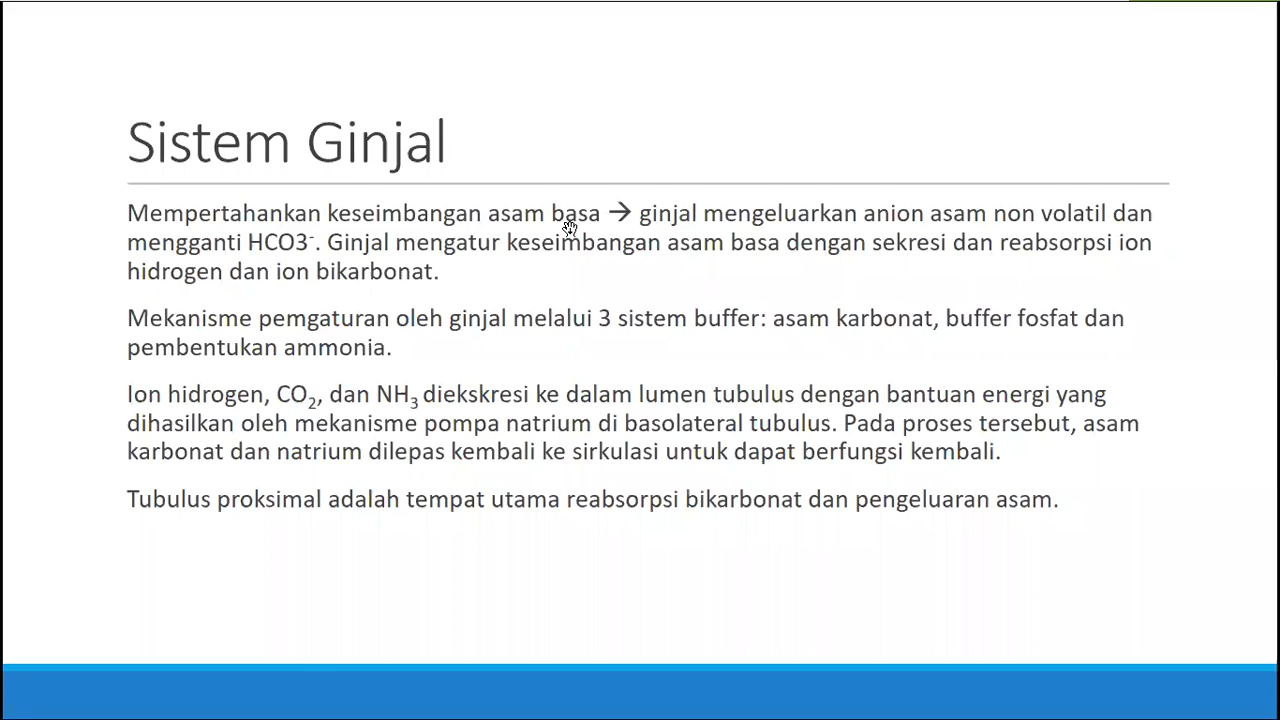 Sistem Ginjal
Mempertahankan keseimbangan asam basa → ginjal mengeluarkan anion asam non volatil dan
mengganti HCO3⁻. Ginjal mengatur keseimbangan asam basa dengan sekresi dan reabsorpsi ion
hidrogen dan ion bikarbonat.
Mekanisme pemgaturan oleh ginjal melalui 3 sistem buffer: asam karbonat, buffer fosfat dan
pembentukan ammonia.
Ion hidrogen, CO₂, dan NH₃ diekskresi ke dalam lumen tubulus dengan bantuan energi yang
dihasilkan oleh mekanisme pompa natrium di basolateral tubulus. Pada proses tersebut, asam
karbonat dan natrium dilepas kembali ke sirkulasi untuk dapat berfungsi kembali.
Tubulus proksimal adalah tempat utama reabsorpsi bikarbonat dan pengeluaran asam.